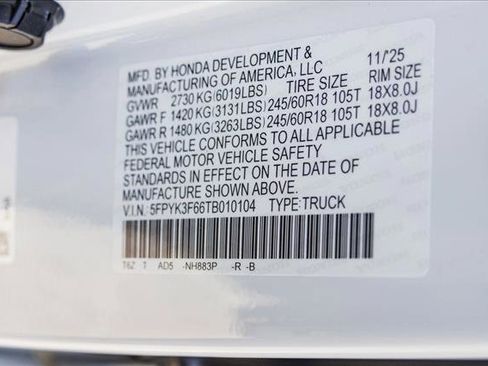 MFD. BY HONDA DEVELOPMENT & 11/25
MANUFACTURING OF AMERICA, LLC
GVWR 2730 KG(6019LBS) TIRE SIZE RIM SIZE
GAWR F 1420 KG(3131LBS) 245/60R18 105T 18X8.0J
GAWR R 1480 KG(3263LBS) 245/60R18 105T 18X8.0J
THIS VEHICLE CONFORMS TO ALL APPLICABLE
FEDERAL MOTOR VEHICLE SAFETY
STANDARDS IN EFFECT ON THE DATE OF
MANUFACTURE SHOWN ABOVE.
V.I.N.: 5FPYK3F66TB010104 TYPE: TRUCK
T6Z T AD5 -NH883P -R -B